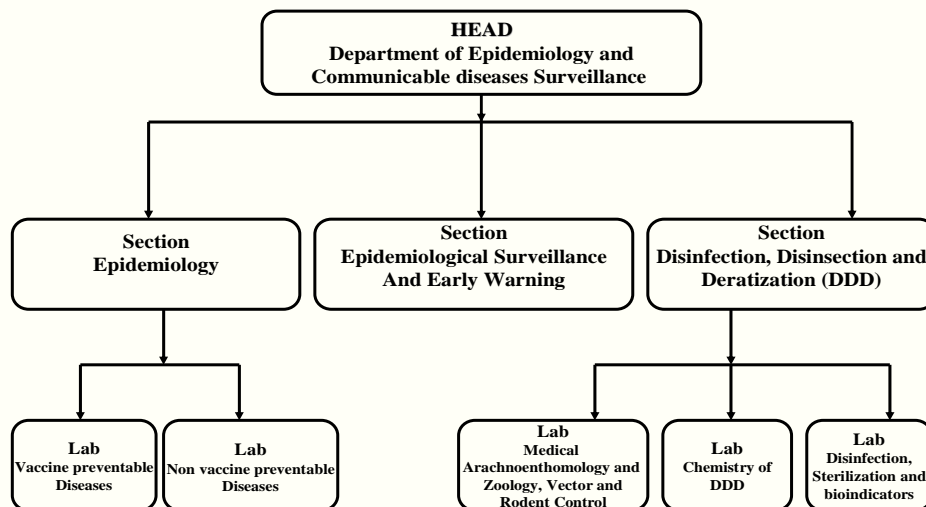 HEAD
Department of Epidemiology and
Communicable diseases Surveillance
Section
Epidemiology
Section
Epidemiological Surveillance
And Early Warning
Section
Disinfection, Disinsection and
Deratization (DDD)
Lab
Vaccine preventable
Diseases
Lab
Non vaccine preventable
Diseases
Lab
Medical
Arachnoenthomology and
Zoology, Vector and
Rodent Control
Lab
Chemistry of
DDD
Lab
Disinfection,
Sterilization and
bioindicators